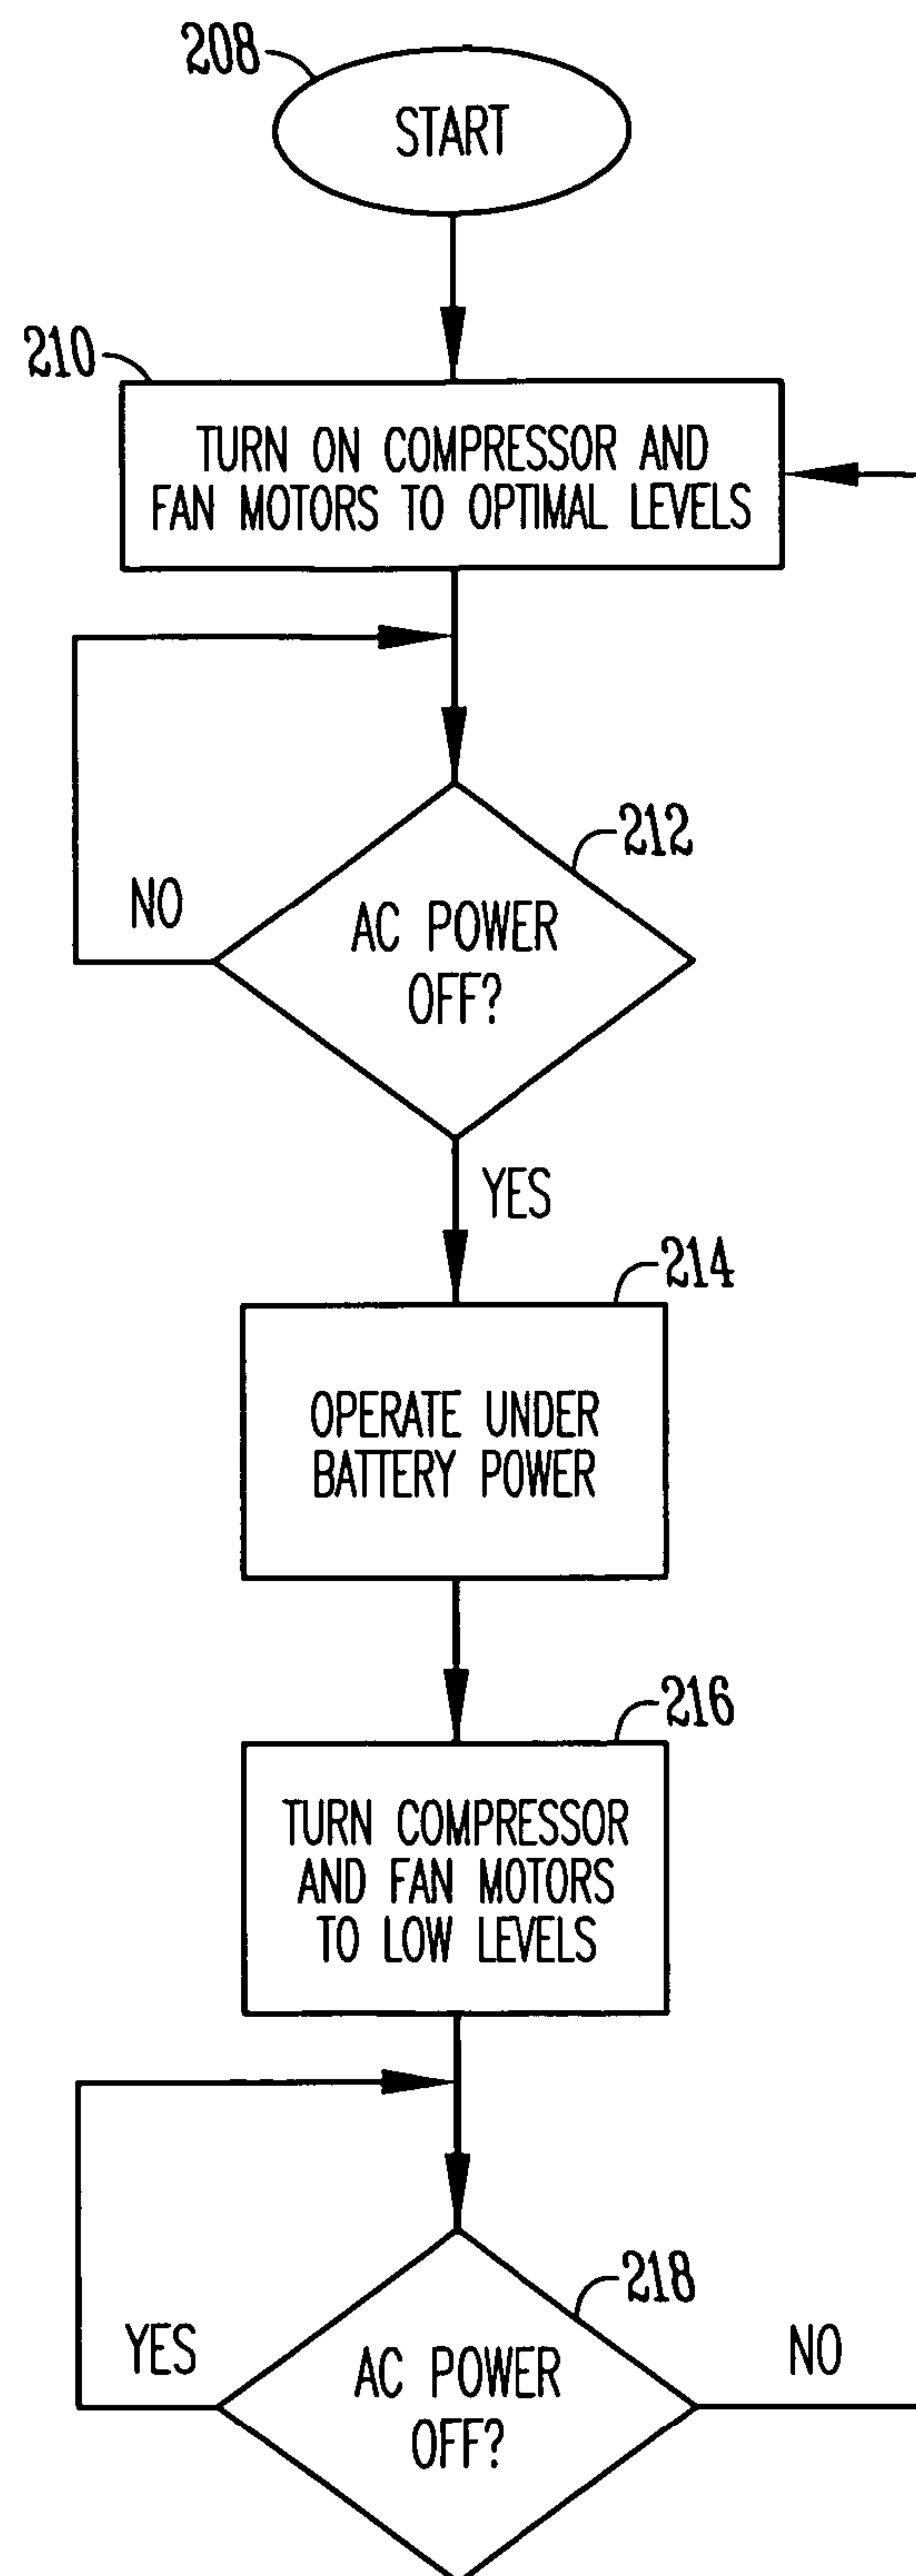 208
START
210
TURN ON COMPRESSOR AND
FAN MOTORS TO OPTIMAL LEVELS
212
NO
AC POWER
OFF?
YES
214
OPERATE UNDER
BATTERY POWER
216
TURN COMPRESSOR
AND FAN MOTORS
TO LOW LEVELS
218
YES
AC POWER
OFF?
NO